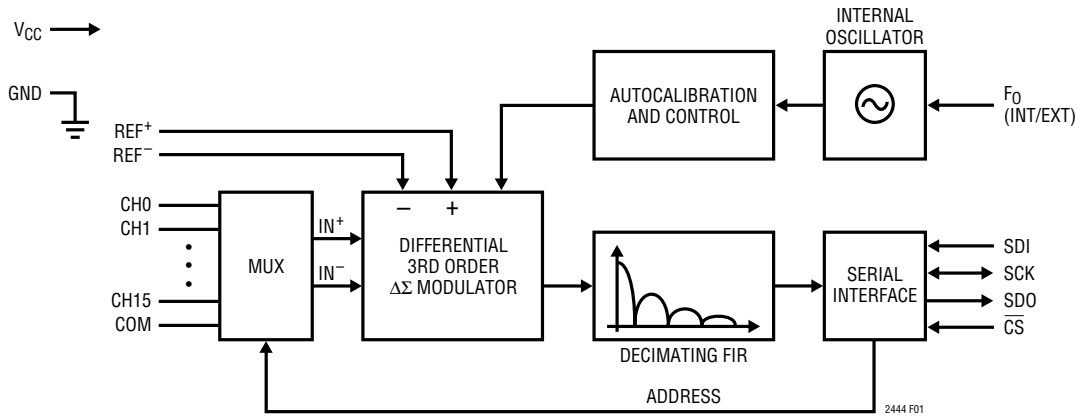 V_CC
GND
REF⁺
REF⁻
CH0
CH1
CH15
COM
MUX
IN⁺
IN⁻
− +
DIFFERENTIAL
3RD ORDER
ΔΣ MODULATOR
AUTOCALIBRATION
AND CONTROL
INTERNAL
OSCILLATOR
F_O
(INT/EXT)
DECIMATING FIR
SERIAL
INTERFACE
SDI
SCK
SDO
C̅S̅
ADDRESS
2444 F01